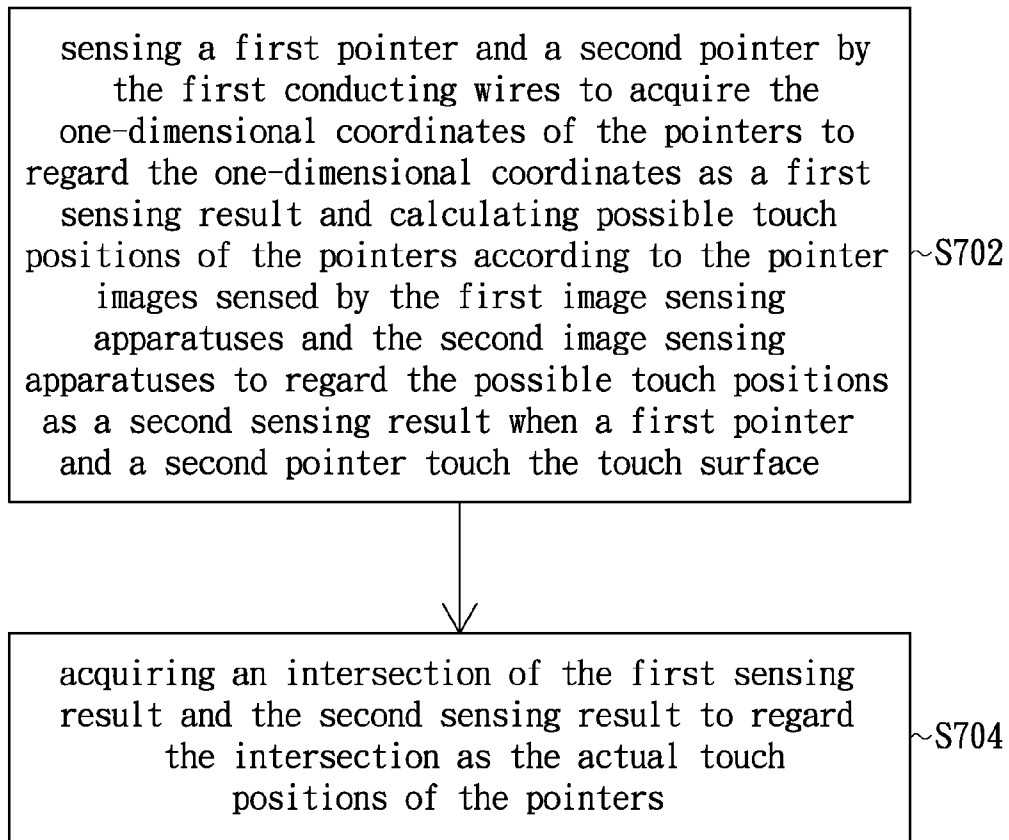 sensing a first pointer and a second pointer by
the first conducting wires to acquire the
one-dimensional coordinates of the pointers to
regard the one-dimensional coordinates as a first
sensing result and calculating possible touch
positions of the pointers according to the pointer
images sensed by the first image sensing
apparatuses and the second image sensing
apparatuses to regard the possible touch positions
as a second sensing result when a first pointer
and a second pointer touch the touch surface
~S702
acquiring an intersection of the first sensing
result and the second sensing result to regard
the intersection as the actual touch
positions of the pointers
~S704